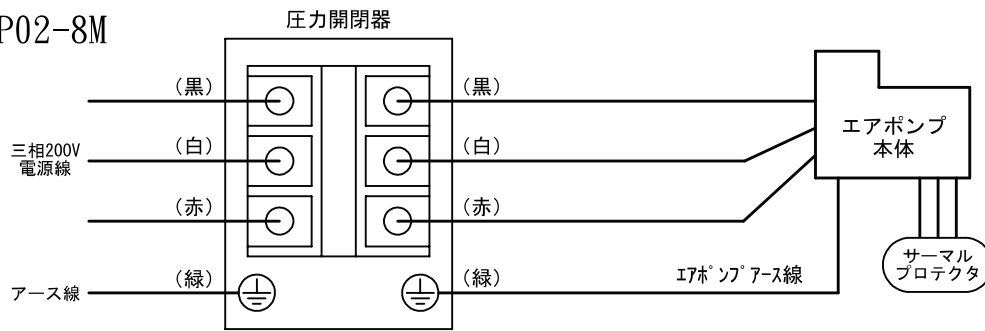 P02-8M
圧力開閉器
(黒)
(黒)
三相200V
電源線
(白)
(白)
エアポンプ
本体
(赤)
(赤)
アース線
(緑)
(緑)
エアポンプアース線
サーマル
プロテクタ